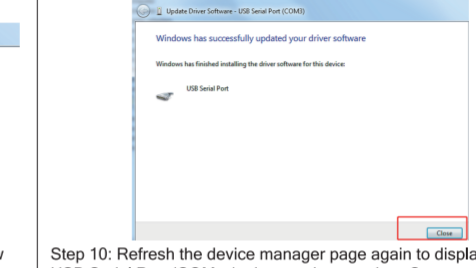 Update Driver Software - USB Serial Port (COM3)
Windows has successfully updated your driver software
Windows has finished installing the driver software for this device:
USB Serial Port
Close
Step 10: Refresh the device manager page again to displ